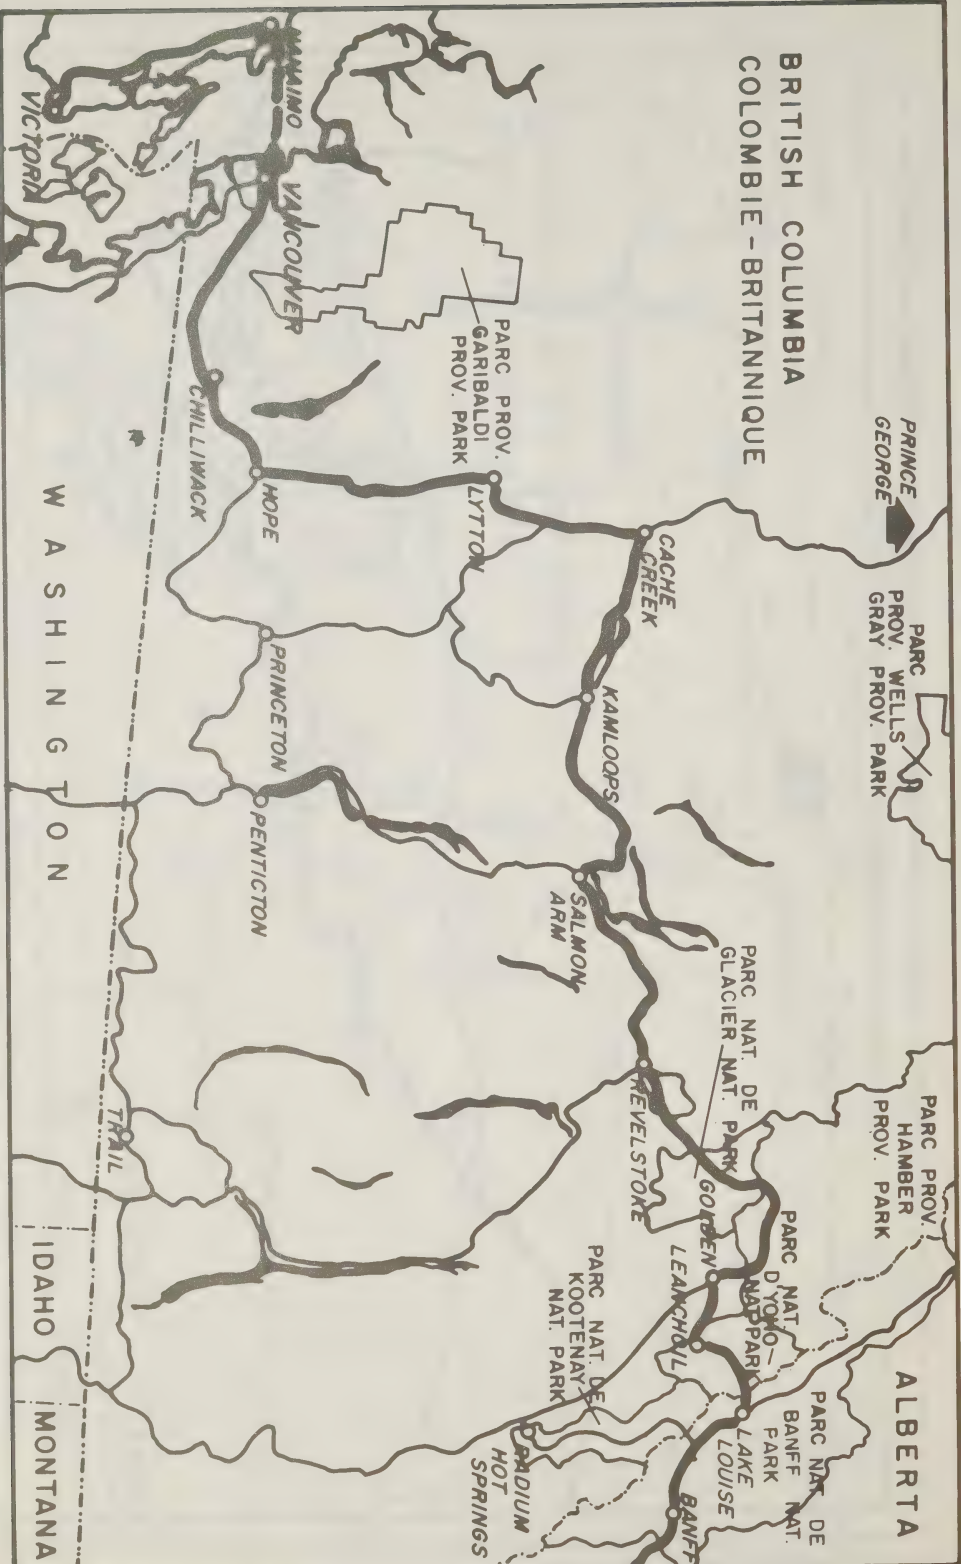 BRITISH COLUMBIA
COLOMBIE-BRITANNIQUE
PRINCE
GEORGE
PARC
PROV. WELLS
GRAY PROV. PARK
PARC PROV.
HAMBER
PROV. PARK
ALBERTA
PARC PROV.
GARIBALDI
PROV. PARK
LYTTON
CACHE
CREEK
KAMLOOPS
SALMON
ARM
PARC NAT. DE
GLACIER NAT. PARK
REVELSTOKE
GOLDEN
PARC NAT.
D'YOHO-
NAT. PARK
LEANCHOIL
PARC NAT. DE
BANFF NAT.
PARK
LAKE
LOUISE
BANFF
PARC NAT. DE
KOOTENAY
NAT. PARK
RADIUM
HOT
SPRINGS
NANAIMO
VANCOUVER
VICTORIA
CHILLIWACK
HOPE
PRINCETON
PENTICTON
TRAIL
WASHINGTON
IDAHO
MONTANA